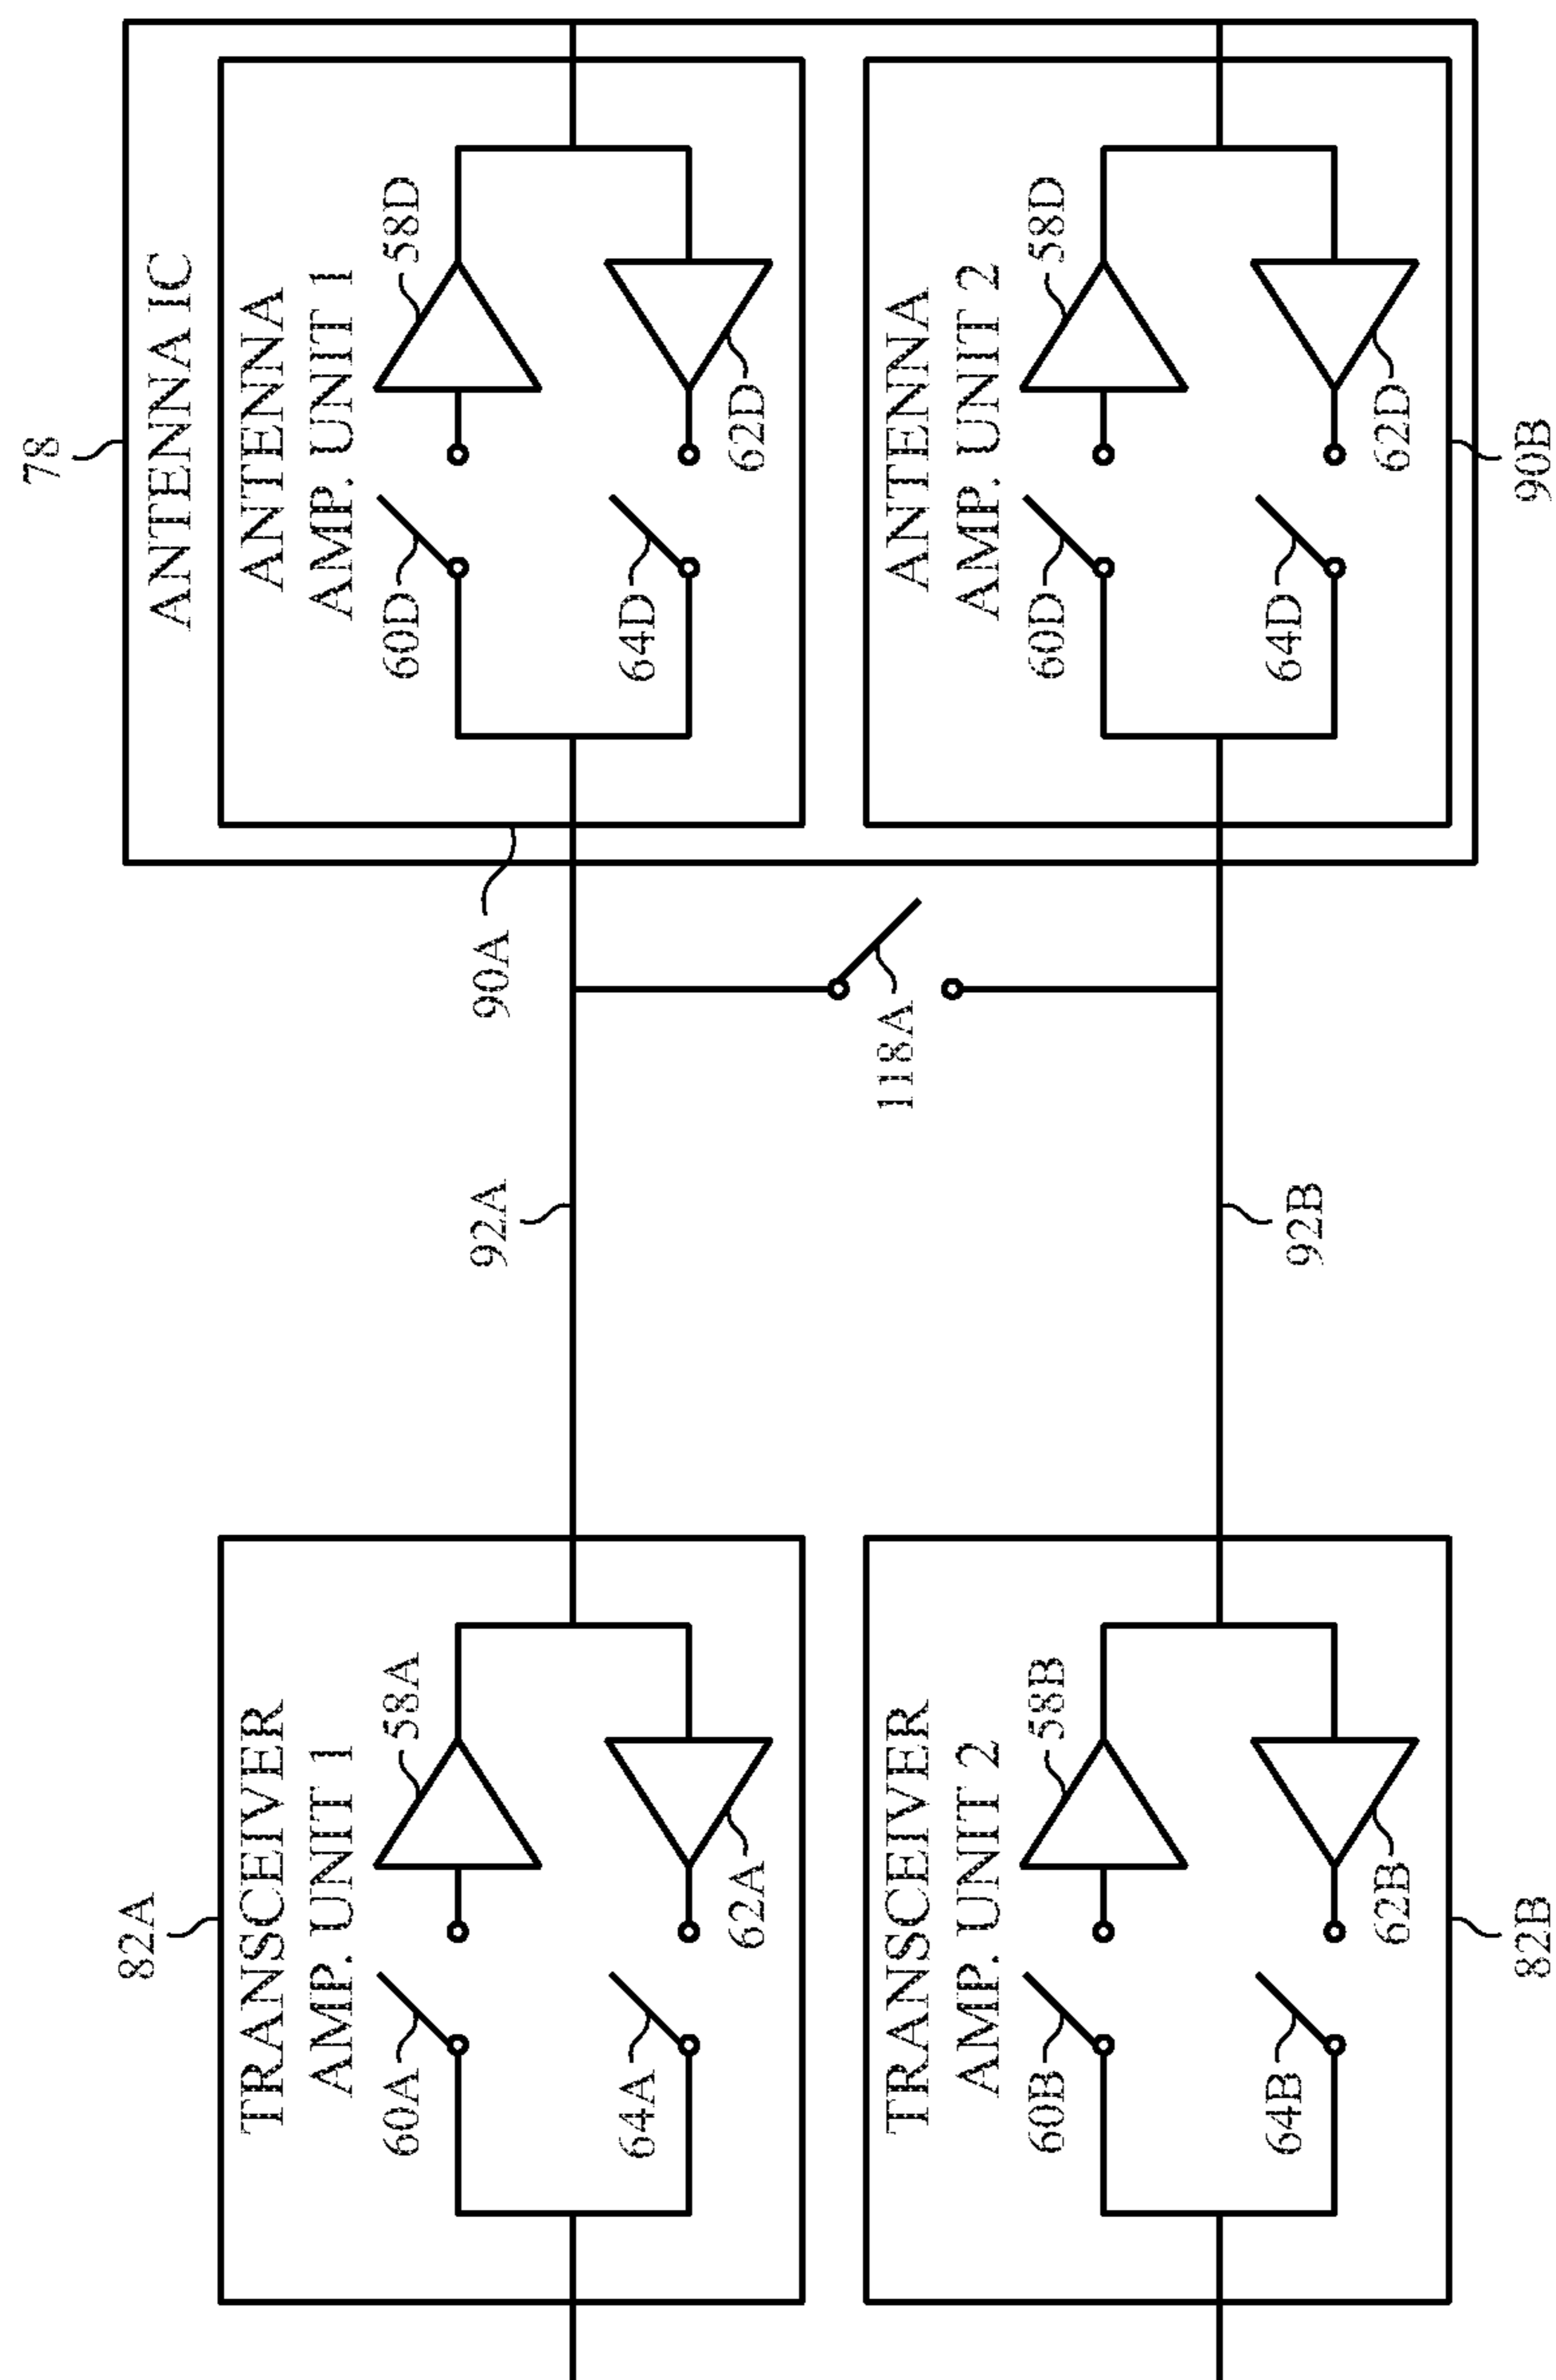 82A
TRANSCEIVER
AMP. UNIT 1
58A
60A
64A
62A
92A
90A
78
ANTENNA IC
ANTENNA
AMP. UNIT 1
58D
60D
64D
62D
118A
TRANSCEIVER
AMP. UNIT 2
58B
60B
64B
62B
82B
92B
ANTENNA
AMP. UNIT 2
58D
60D
64D
62D
90B